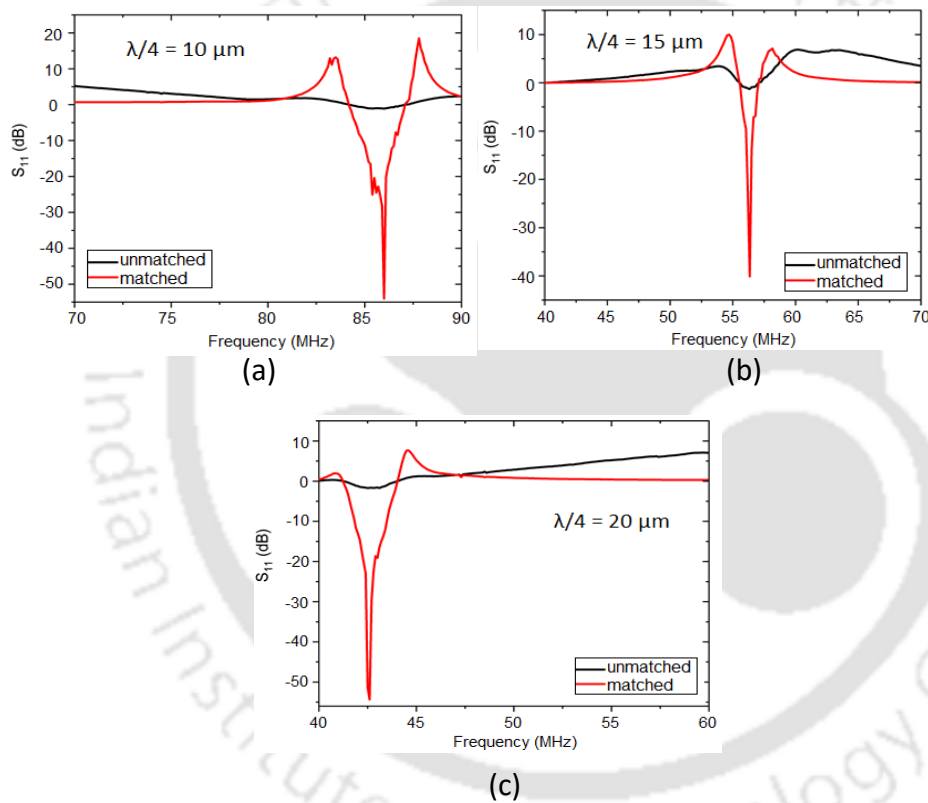 λ/4 = 10 µm
20
10
0
-10
-20
-30
-40
-50
S11 (dB)
unmatched
matched
70
75
80
85
90
Frequency (MHz)
(a)
λ/4 = 15 µm
10
0
10
-20
-30
-40
S11 (dB)
unmatched
matched
40
45
50
55
60
65
70
Frequency (MHz)
(b)
λ/4 = 20 µm
10
0
-10
-20
-30
-40
-50
S11 (dB)
unmatched
matched
40
45
50
55
60
Frequency (MHz)
(c)
Indian Institute
ology